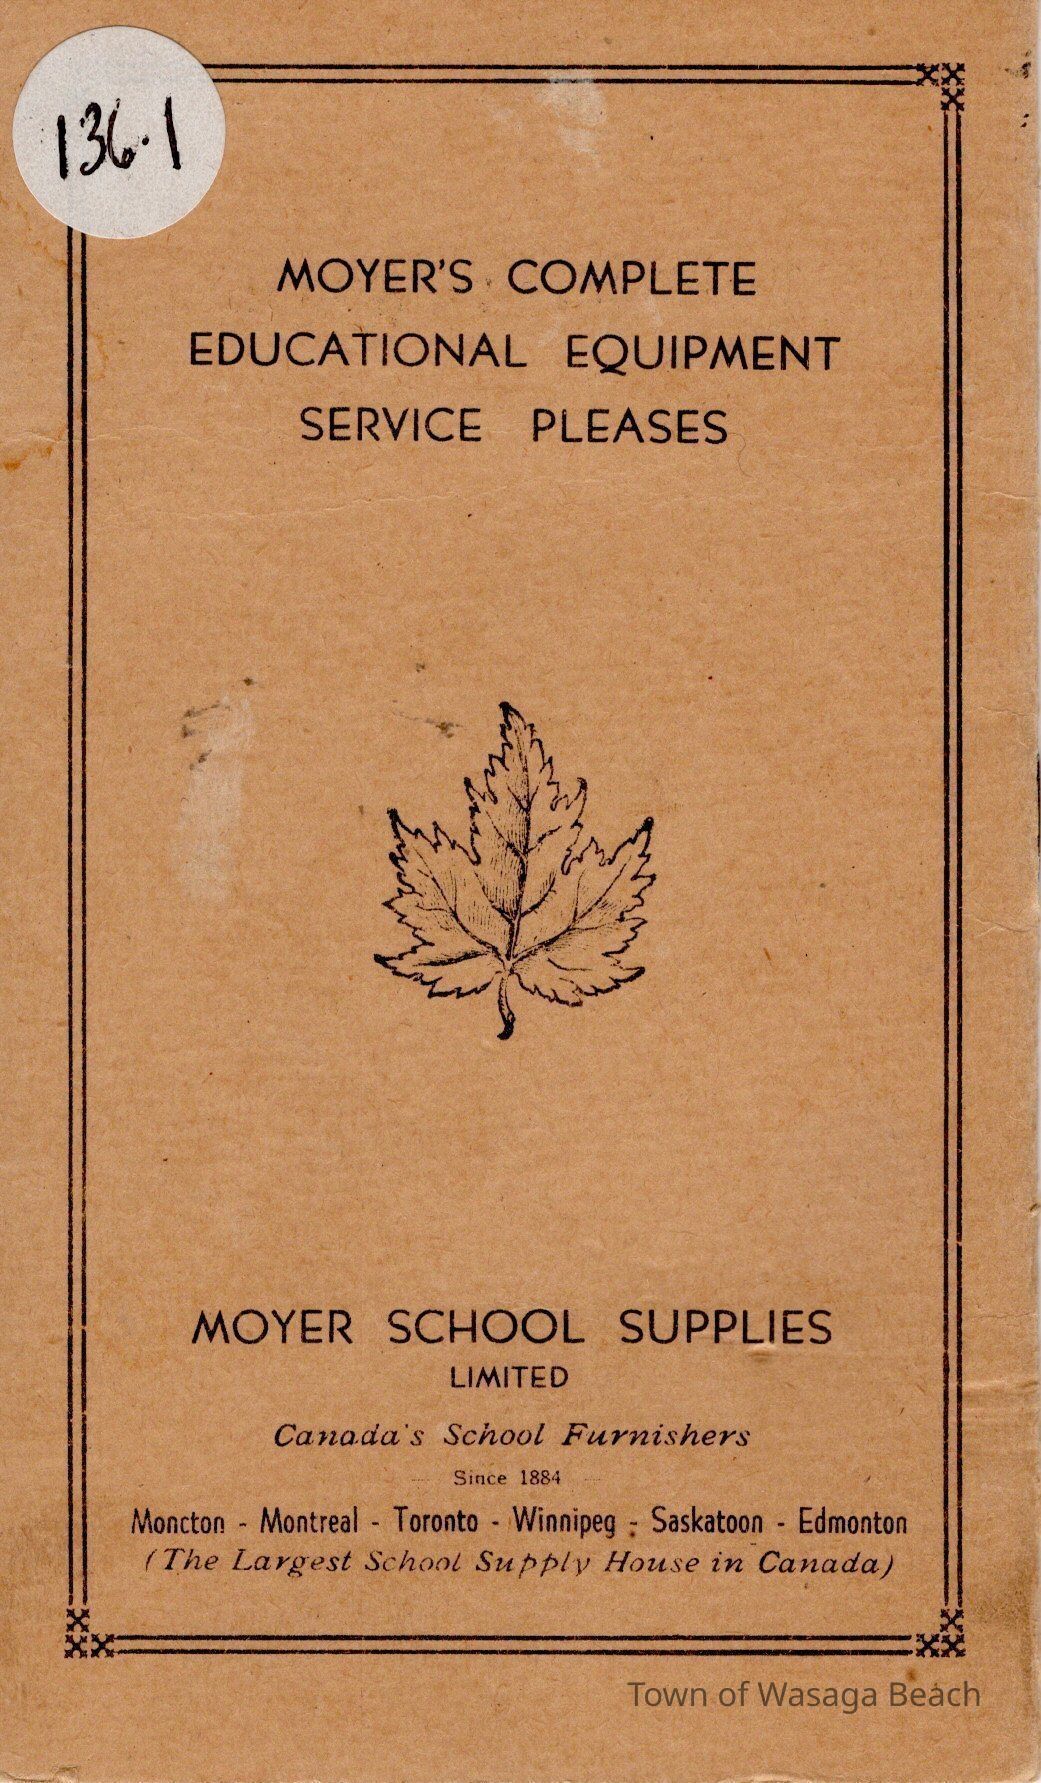 136.1
MOYER'S COMPLETE
EDUCATIONAL EQUIPMENT
SERVICE PLEASES
MOYER SCHOOL SUPPLIES
LIMITED
Canada's School Furnishers
Since 1884
Moncton - Montreal - Toronto - Winnipeg - Saskatoon - Edmonton
(The Largest School Supply House in Canada)
Town of Wasaga Beach